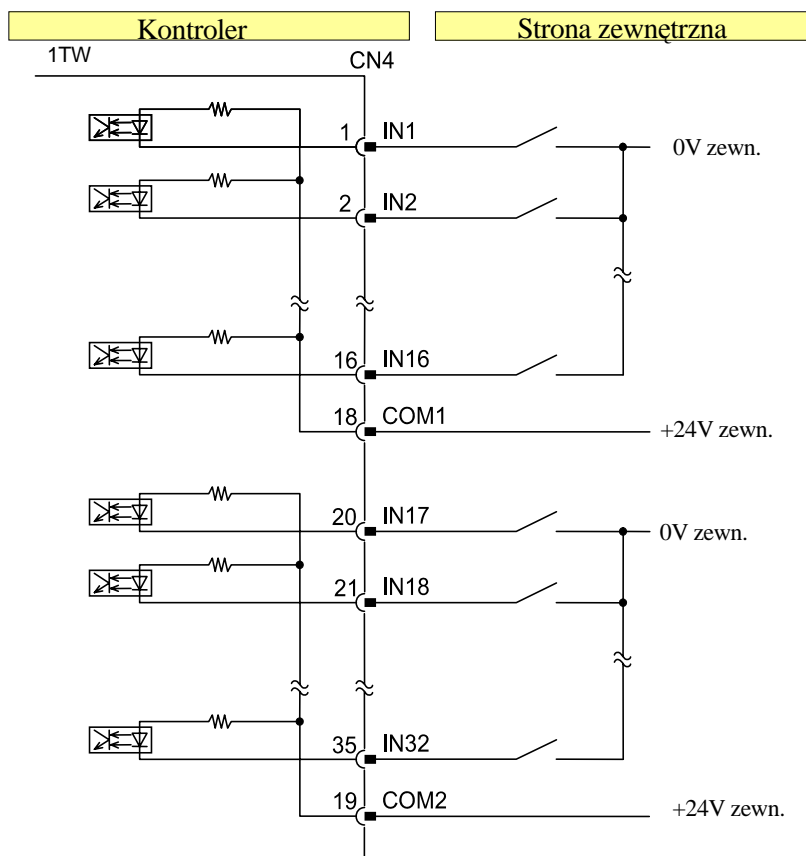 Kontroler Strona zewnętrzna
1TW CN4
1 IN1 0V zewn.
2 IN2
16 IN16
18 COM1 +24V zewn.
20 IN17 0V zewn.
21 IN18
35 IN32
19 COM2 +24V zewn.